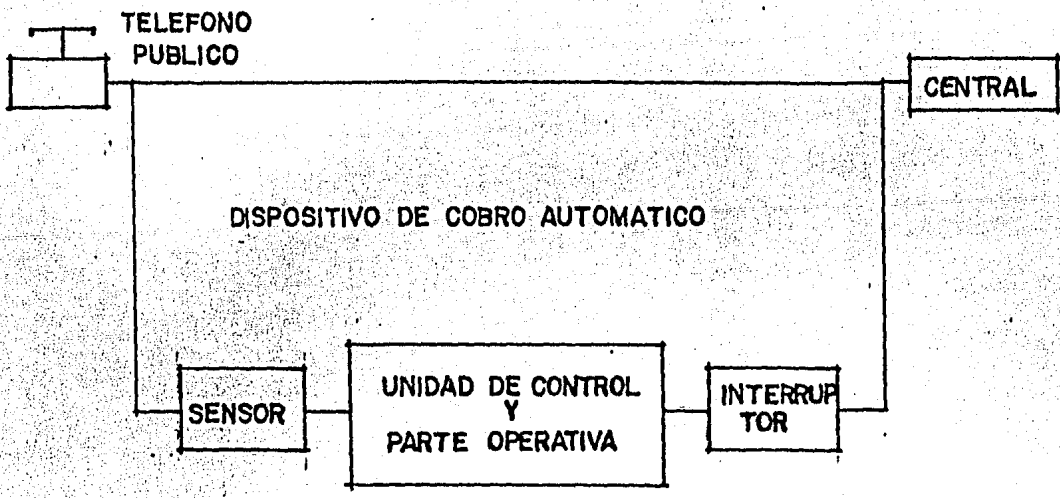 TELEFONO
PUBLICO
CENTRAL
DISPOSITIVO DE COBRO AUTOMATICO
SENSOR
UNIDAD DE CONTROL
Y
PARTE OPERATIVA
INTERRUP
TOR